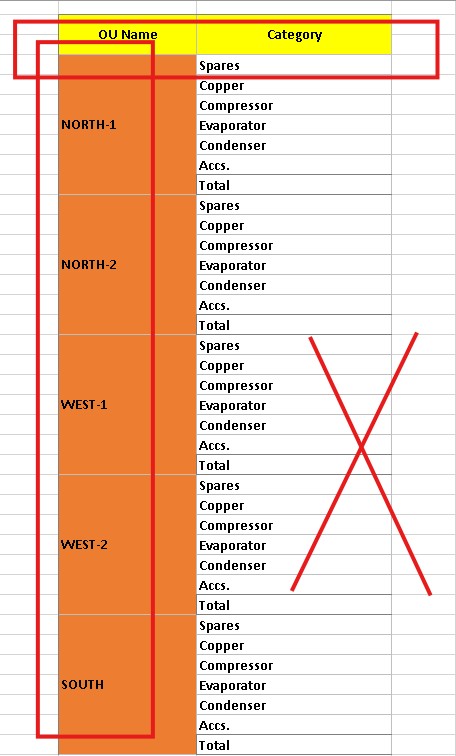 OU Name Category
Spares
Copper
Compressor
NORTH-1 Evaporator
Condenser
Accs.
Total
Spares
Copper
Compressor
NORTH-2 Evaporator
Condenser
Accs.
Total
Spares
Copper
Compressor
WEST-1 Evaporator
Condenser
Accs.
Total
Spares
Copper
Compressor
WEST-2 Evaporator
Condenser
Accs.
Total
Spares
Copper
Compressor
SOUTH Evaporator
Condenser
Accs.
Total